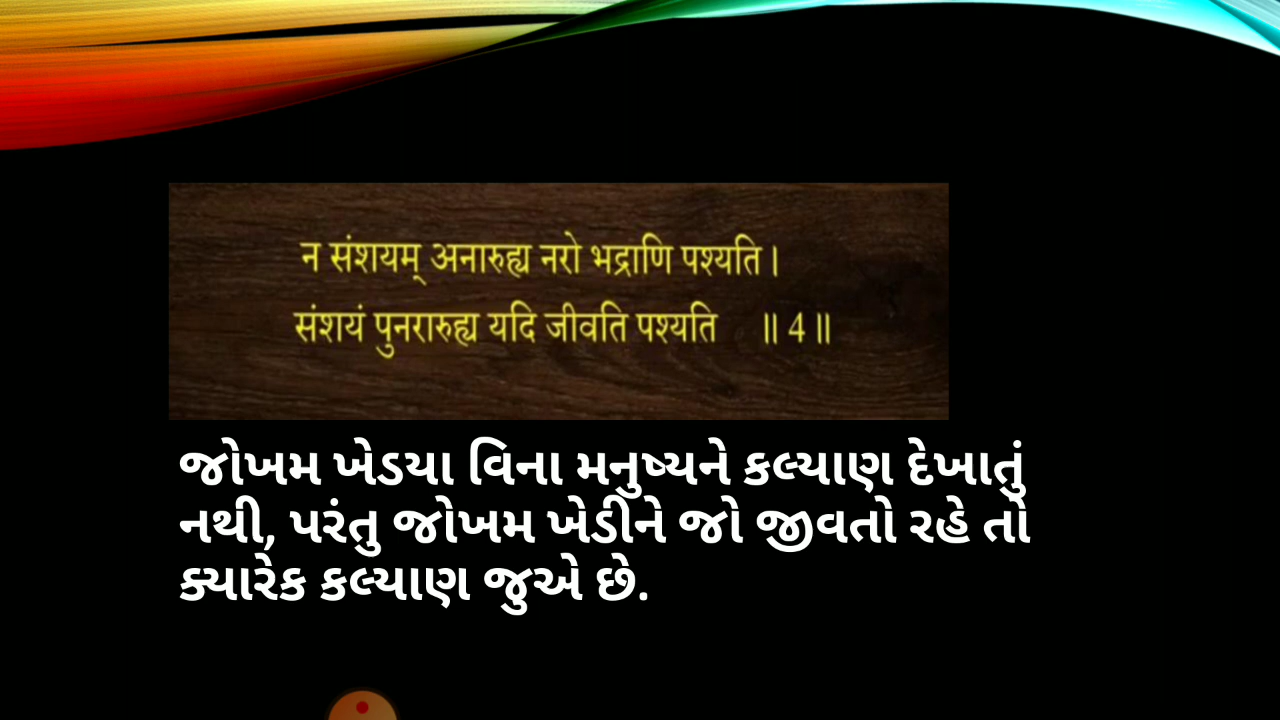 न संशयम् अनारुह्य नरो भद्राणि पश्यति ।
संशयं पुनरारुह्य यदि जीवति पश्यति ॥ 4 ॥
જોખમ ખેડયા વિના મનુષ્યને કલ્યાણ દેખાતું
નથી, પરંતુ જોખમ ખેડીને જો જીવતો રહે તો
ક્યારેક કલ્યાણ જુએ છે.